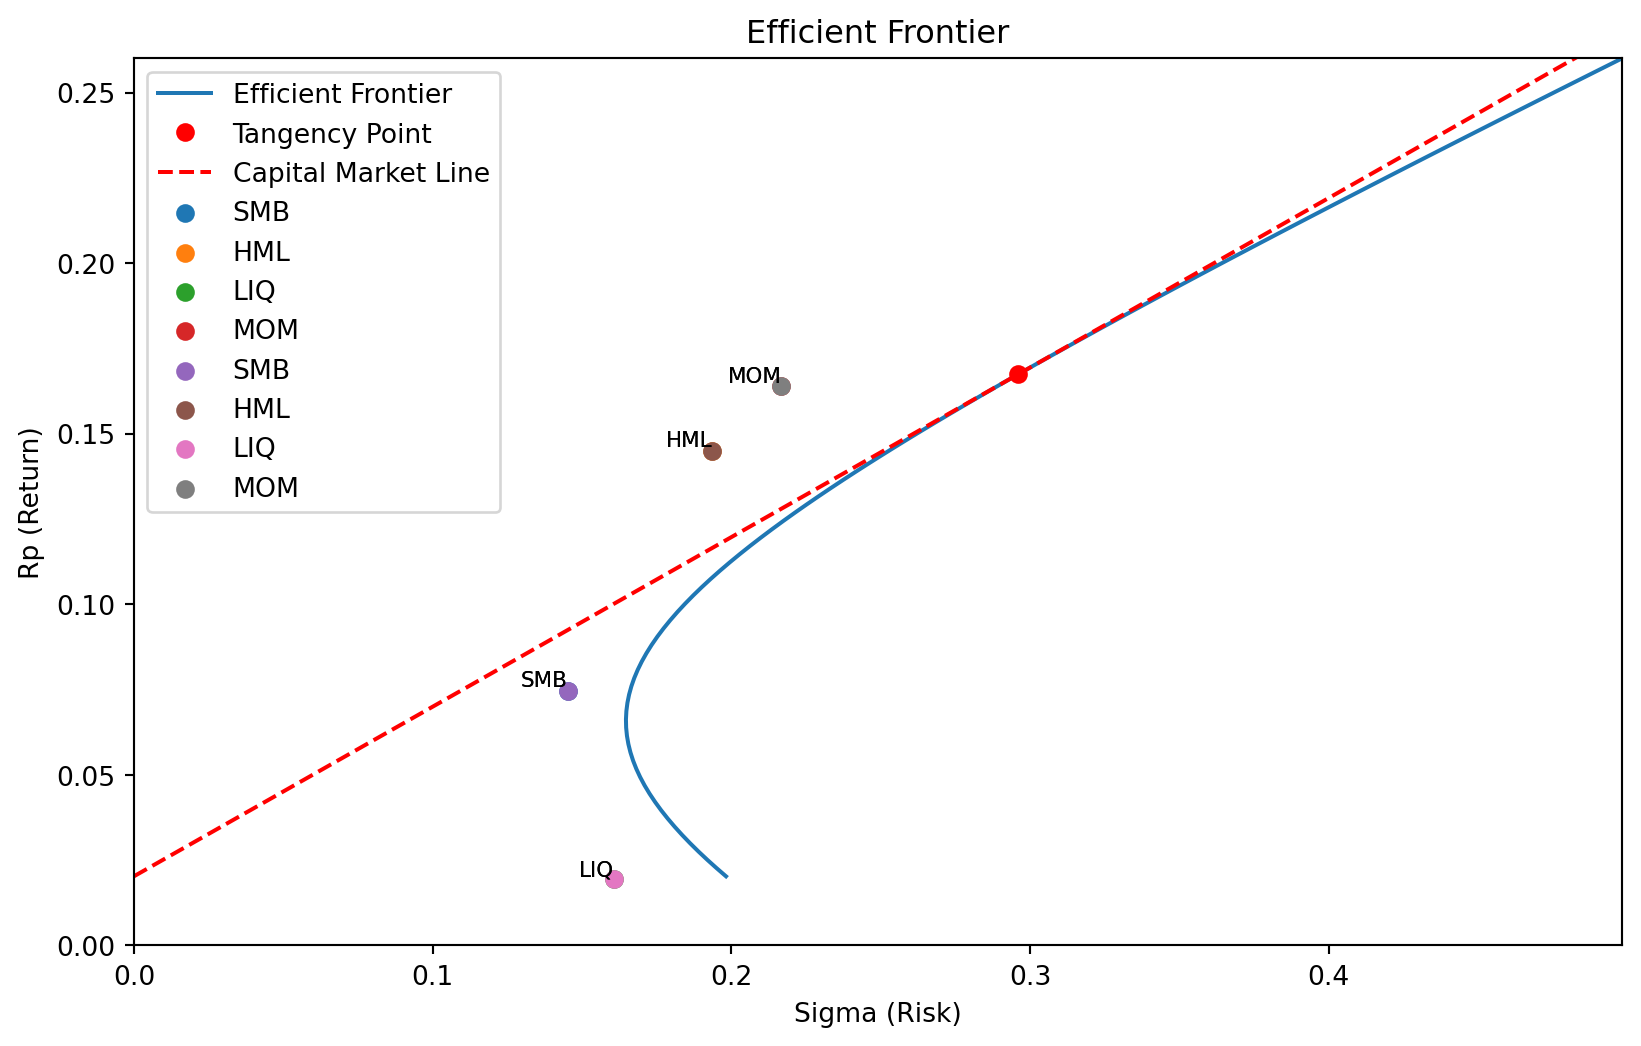 Efficient Frontier
Efficient Frontier
Tangency Point
Capital Market Line
SMB
HML
LIQ
MOM
SMB
HML
LIQ
MOM
0.25
0.20
0.15
0.10
0.05
0.00
Rp (Return)
MOM
HML
SMB
LIQ
0.0
0.1
0.2
0.3
0.4
Sigma (Risk)